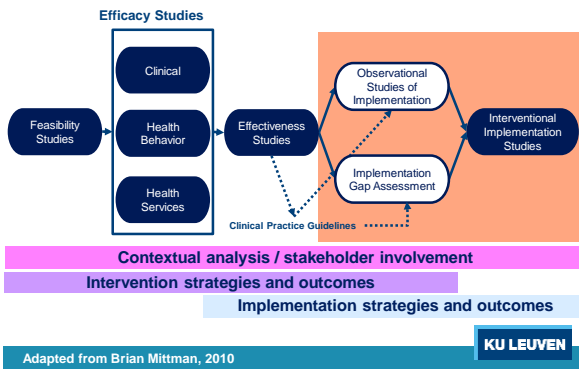 Efficacy Studies
Clinical
Feasibility
Studies
Health
Behavior
Health
Services
Effectiveness
Studies
Observational
Studies of
Implementation
Implementation
Gap Assessment
Interventional
Implementation
Studies
Clinical Practice Guidelines
Contextual analysis / stakeholder involvement
Intervention strategies and outcomes
Implementation strategies and outcomes
KU LEUVEN
Adapted from Brian Mittman, 2010